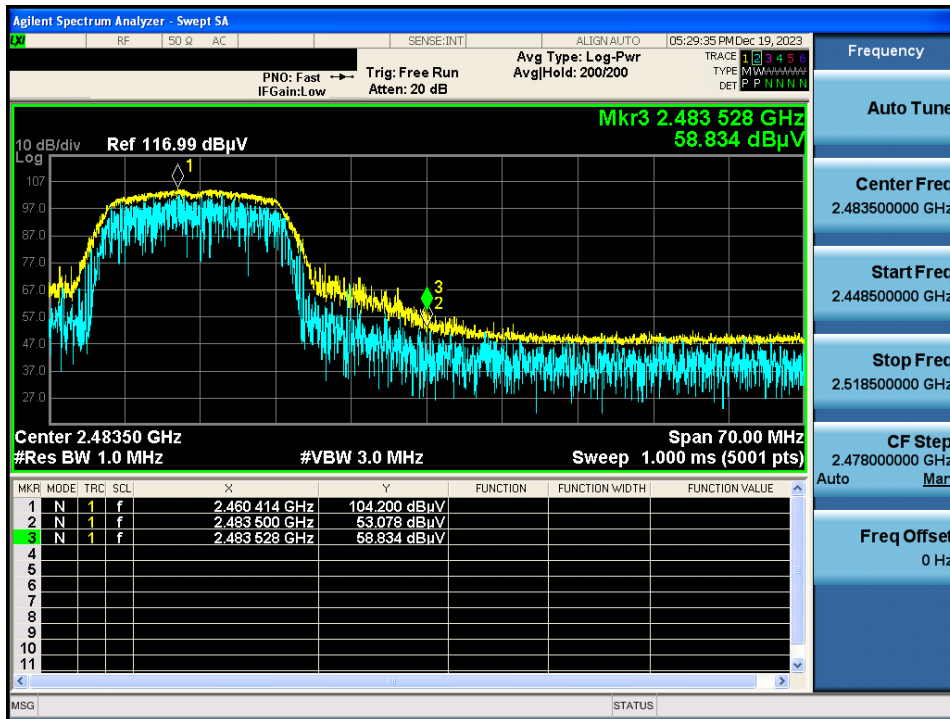 Agilent Spectrum Analyzer - Swept SA
LXI RF 50 Ω AC SENSE:INT ALIGN AUTO 05:29:35 PM Dec 19, 2023
PNO: Fast Trig: Free Run Avg Type: Log-Pwr TRACE 1 2 3 4 5 6
IFGain:Low Atten: 20 dB Avg|Hold: 200/200 TYPE M W
DET P P N N N N
Mkr3 2.483 528 GHz
58.834 dBµV
10 dB/div Ref 116.99 dBµV
Log
107
97.0
87.0
77.0
67.0
57.0
47.0
37.0
27.0
1
3
2
Center 2.48350 GHz Span 70.00 MHz
#Res BW 1.0 MHz #VBW 3.0 MHz Sweep 1.000 ms (5001 pts)
MKR MODE TRC SCL X Y FUNCTION FUNCTION WIDTH FUNCTION VALUE
1 N 1 f 2.460 414 GHz 104.200 dBµV
2 N 1 f 2.483 500 GHz 53.078 dBµV
3 N 1 f 2.483 528 GHz 58.834 dBµV
4
5
6
7
8
9
10
11
MSG STATUS
Frequency
Auto Tune
Center Freq
2.483500000 GHz
Start Freq
2.448500000 GHz
Stop Freq
2.518500000 GHz
CF Step
2.478000000 GHz
Auto Man
Freq Offset
0 Hz